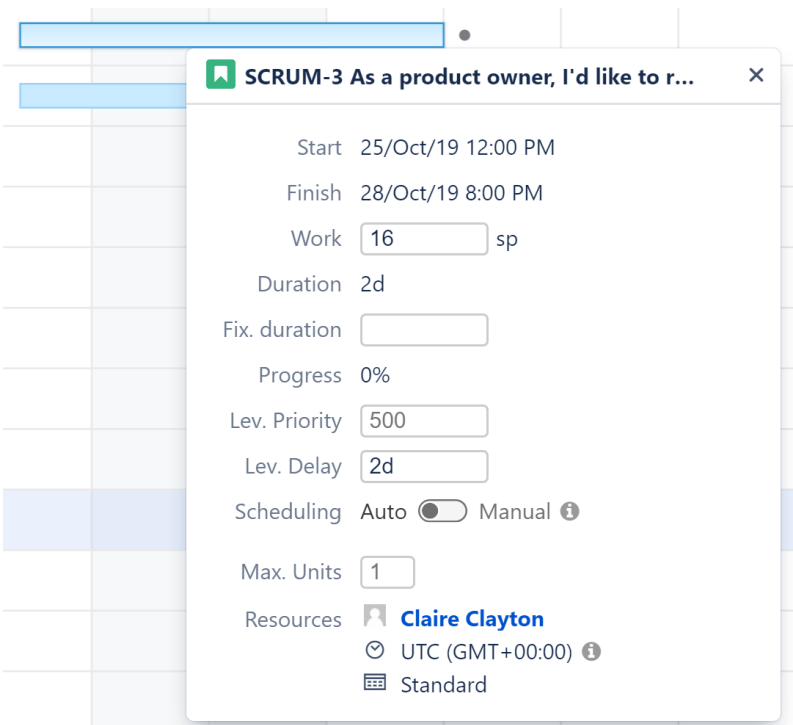 SCRUM-3 As a product owner, I'd like to r...
Start 25/Oct/19 12:00 PM
Finish 28/Oct/19 8:00 PM
Work 16 sp
Duration 2d
Fix. duration
Progress 0%
Lev. Priority 500
Lev. Delay 2d
Scheduling Auto Manual
Max. Units 1
Resources Claire Clayton
UTC (GMT+00:00)
Standard